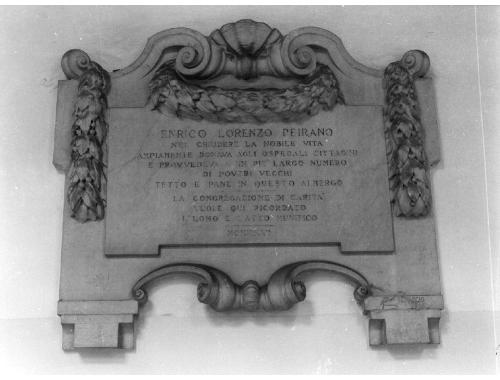 ENRICO LORENZO PEIRANO
NEL CHIUDERE LA NOBILE VITA
AMPIAMENTE DONAVA AGLI OSPEDALI CITTADINI
E PROVVEDEVA A UN PIÙ LARGO NUMERO
DI POVERI VECCHI
TETTO E PANE IN QUESTO ALBERGO
LA CONGREGAZIONE DI CARITÀ
VUOLE QUI RICORDATO
L'UOMO E L'ATTO MUNIFICO